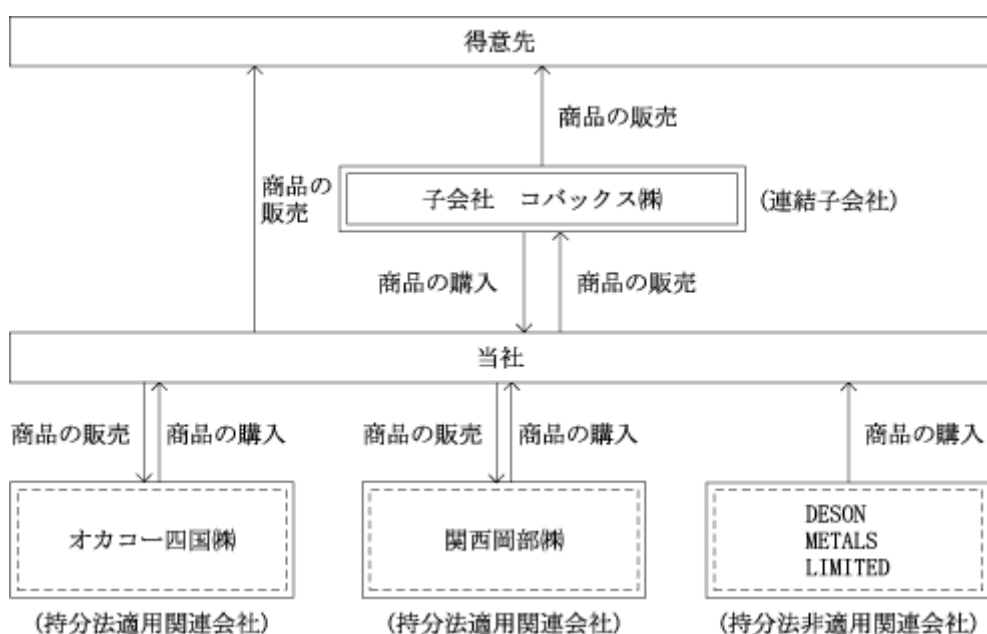 得意先
商品の販売
商品の
販売
子会社　コバックス㈱
(連結子会社)
商品の購入
商品の販売
当社
商品の販売
商品の購入
商品の販売
商品の購入
商品の購入
オカコー四国㈱
関西岡部㈱
DESON
METALS
LIMITED
(持分法適用関連会社)
(持分法適用関連会社)
(持分法非適用関連会社)